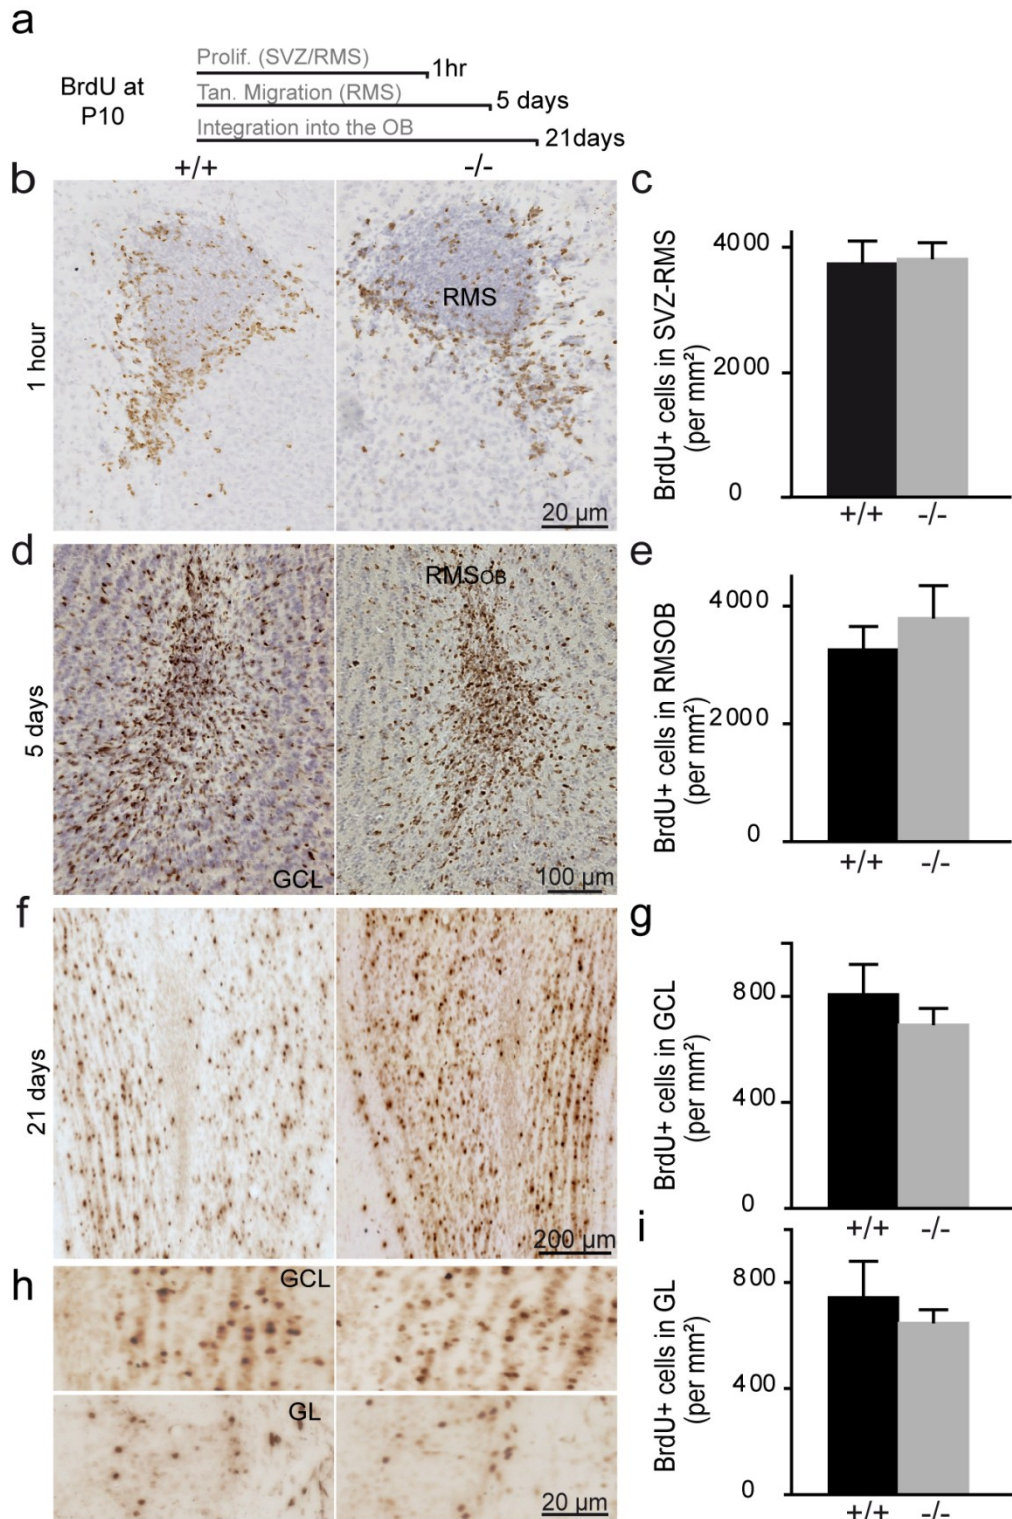 a
BrdU at
P10
Prolif. (SVZ/RMS)
1hr
Tan. Migration (RMS)
5 days
Integration into the OB
21days
+/+
-/-
b
1 hour
RMS
20 µm
c
BrdU+ cells in SVZ-RMS
(per mm²)
4000
2000
0
+/+
-/-
d
5 days
RMSOB
GCL
100 µm
e
BrdU+ cells in RMSOB
(per mm²)
4000
2000
0
+/+
-/-
f
21 days
200 µm
g
BrdU+ cells in GCL
(per mm²)
800
400
0
+/+
-/-
h
GCL
GL
20 µm
i
BrdU+ cells in GL
(per mm²)
800
400
0
+/+
-/-